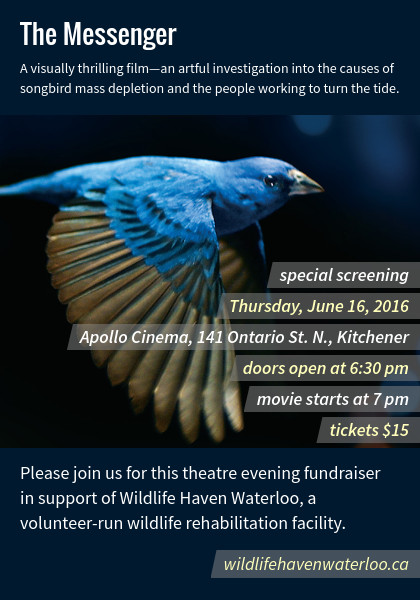 The Messenger
A visually thrilling film—an artful investigation into the causes of
songbird mass depletion and the people working to turn the tide.
special screening
Thursday, June 16, 2016
Apollo Cinema, 141 Ontario St. N., Kitchener
doors open at 6:30 pm
movie starts at 7 pm
tickets $15
Please join us for this theatre evening fundraiser
in support of Wildlife Haven Waterloo, a
volunteer-run wildlife rehabilitation facility.
wildlifehavenwaterloo.ca